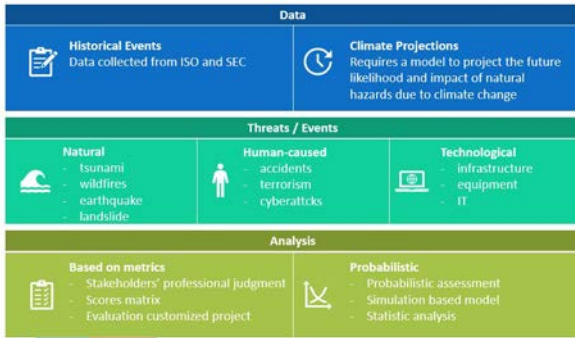 Data
Historical Events
Data collected from ISO and SEC
Climate Projections
Requires a model to project the future
likelihood and impact of natural
hazards due to climate change
Threats / Events
Natural
- tsunami
- wildfires
- earthquake
- landslide
Human-caused
- accidents
- terrorism
- cyberattcks
Technological
- infrastructure
- equipment
- IT
Analysis
Based on metrics
- Stakeholders' professional judgment
- Scores matrix
- Evaluation customized project
Probabilistic
- Probabilistic assessment
- Simulation based model
- Statistic analysis